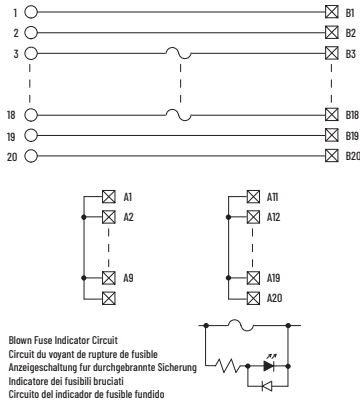 1 B1
2 B2
3 B3
18 B18
19 B19
20 B20
A1 A11
A2 A12
A9 A19
A20
Blown Fuse Indicator Circuit
Circuit du voyant de rupture de fusible
Anzeigeschaltung fur durchgebrannte Sicherung
Indicatore dei fusibili bruciati
Circuito del indicador de fusible fundido